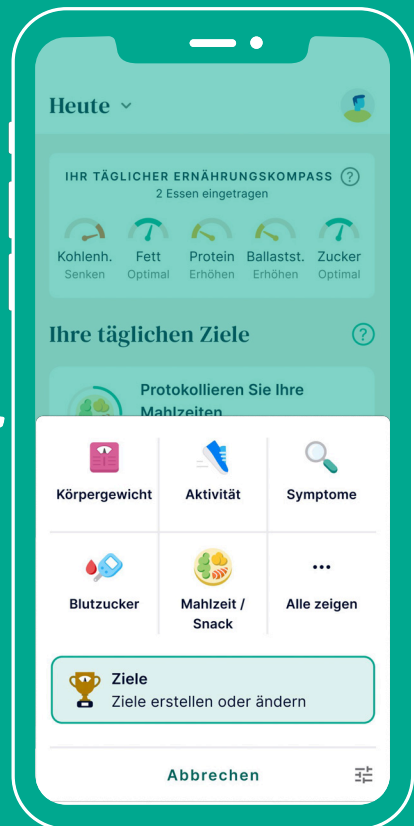 Heute
IHR TÄGLICHER ERNÄHRUNGSKOMPASS ?
2 Essen eingetragen
Kohlenh. Fett Protein Ballastst. Zucker
Senken Optimal Erhöhen Erhöhen Optimal
Ihre täglichen Ziele ?
Protokollieren Sie Ihre
Mahlzeiten
Körpergewicht Aktivität Symptome
Blutzucker Mahlzeit / Alle zeigen
Snack
Ziele
Ziele erstellen oder ändern
Abbrechen